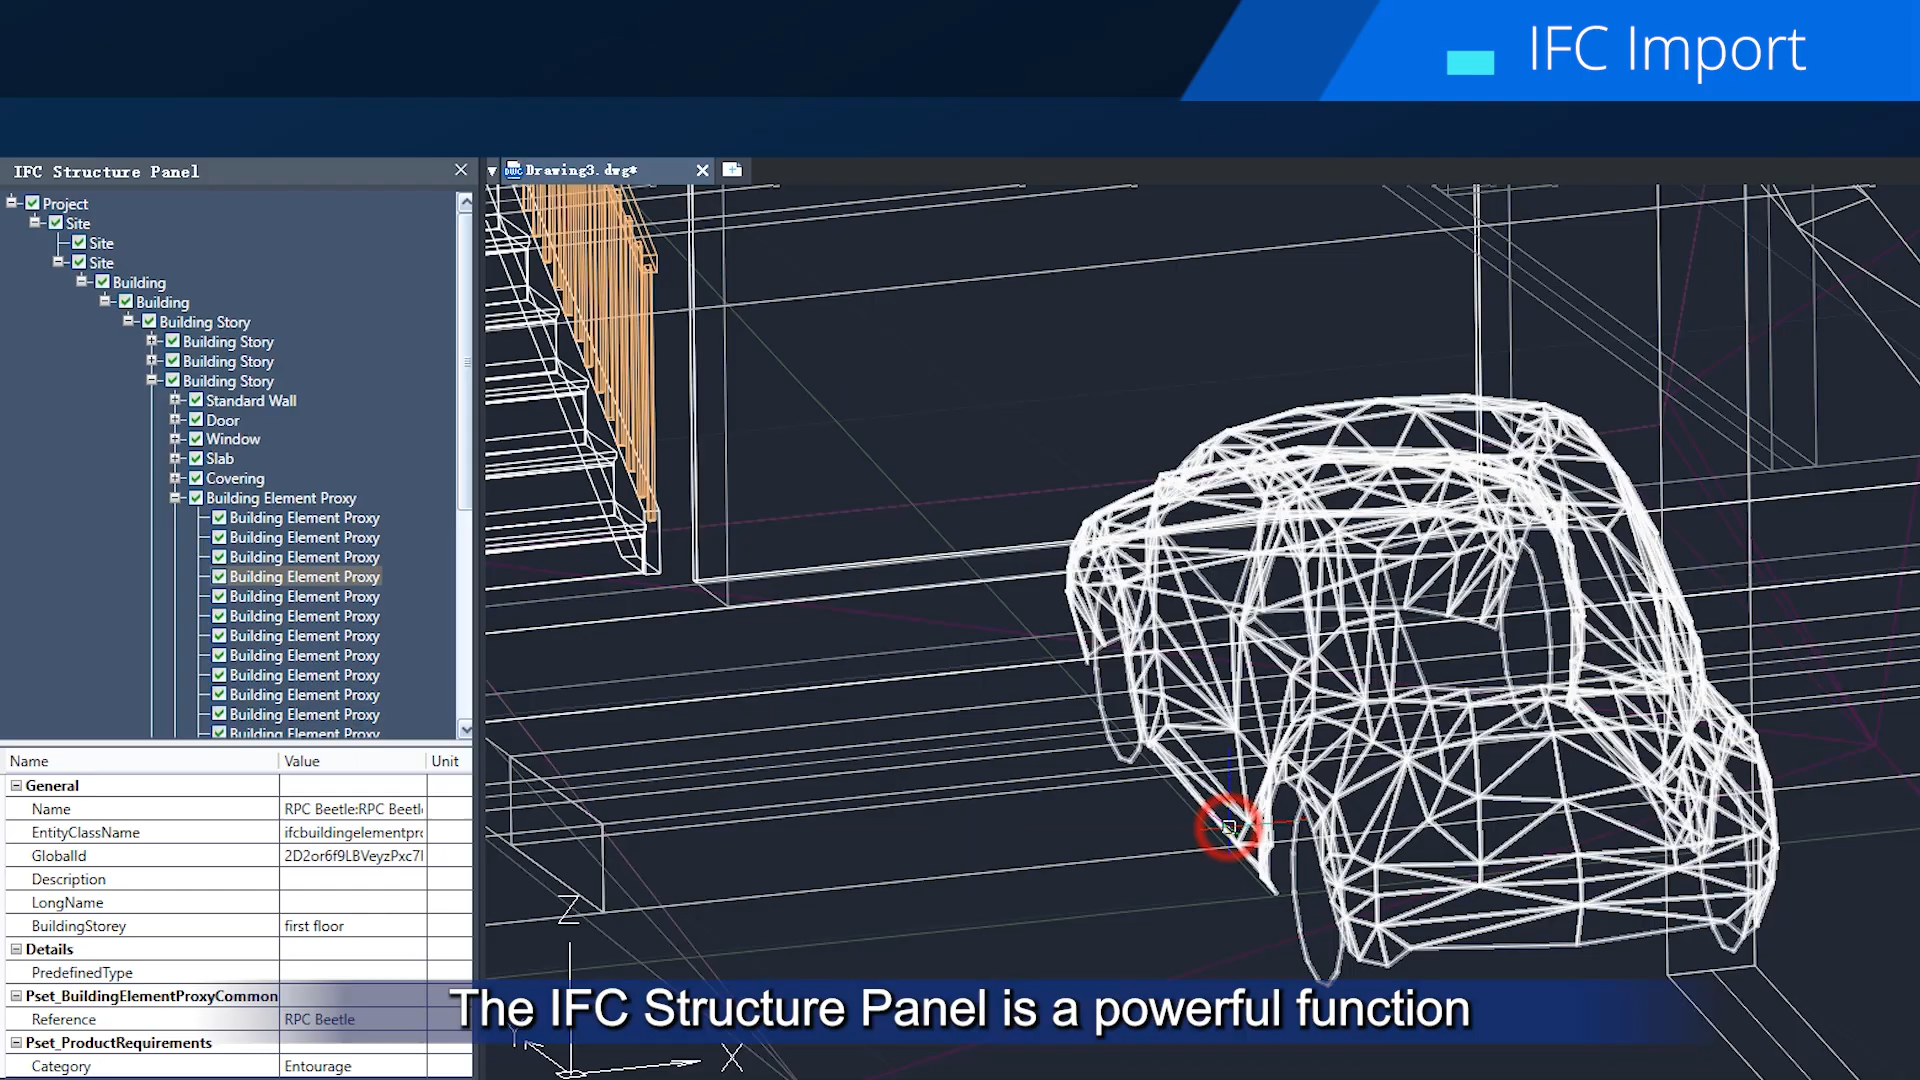 IFC Import
IFC Structure Panel
Drawing3.dwg*
Project
Site
Site
Site
Building
Building
Building Story
Building Story
Building Story
Building Story
Standard Wall
Door
Window
Slab
Covering
Building Element Proxy
Building Element Proxy
Building Element Proxy
Building Element Proxy
Building Element Proxy
Building Element Proxy
Building Element Proxy
Building Element Proxy
Building Element Proxy
Building Element Proxy
Building Element Proxy
Building Element Proxy
Building Element Proxy
Name Value Unit
General
Name RPC Beetle:RPC Beetl
EntityClassName ifcbuildingelementpr
GlobalId 2D2or6f9LBVeyzPxc7
Description
LongName
BuildingStorey first floor
Details
PredefinedType
Pset_BuildingElementProxyCommon
Reference RPC Beetle
Pset_ProductRequirements
Category Entourage
Z
Y
X
The IFC Structure Panel is a powerful function